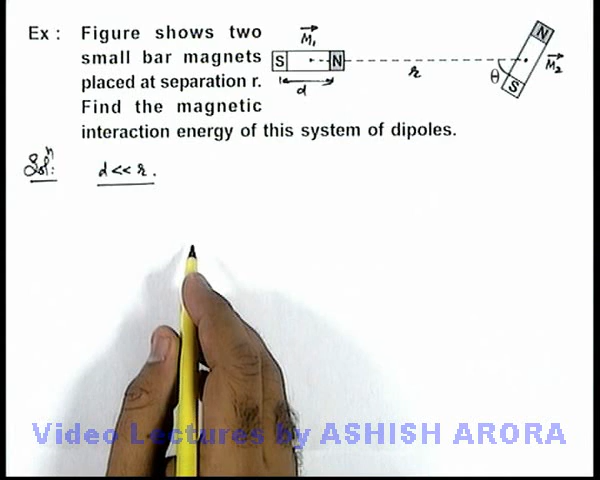 Ex : Figure shows two
small bar magnets
placed at separation r.
Find the magnetic
interaction energy of this system of dipoles.
M₁
S N
d
r
θ
N
S
M₂
Solⁿ: d << r.
Video Lectures by ASHISH ARORA